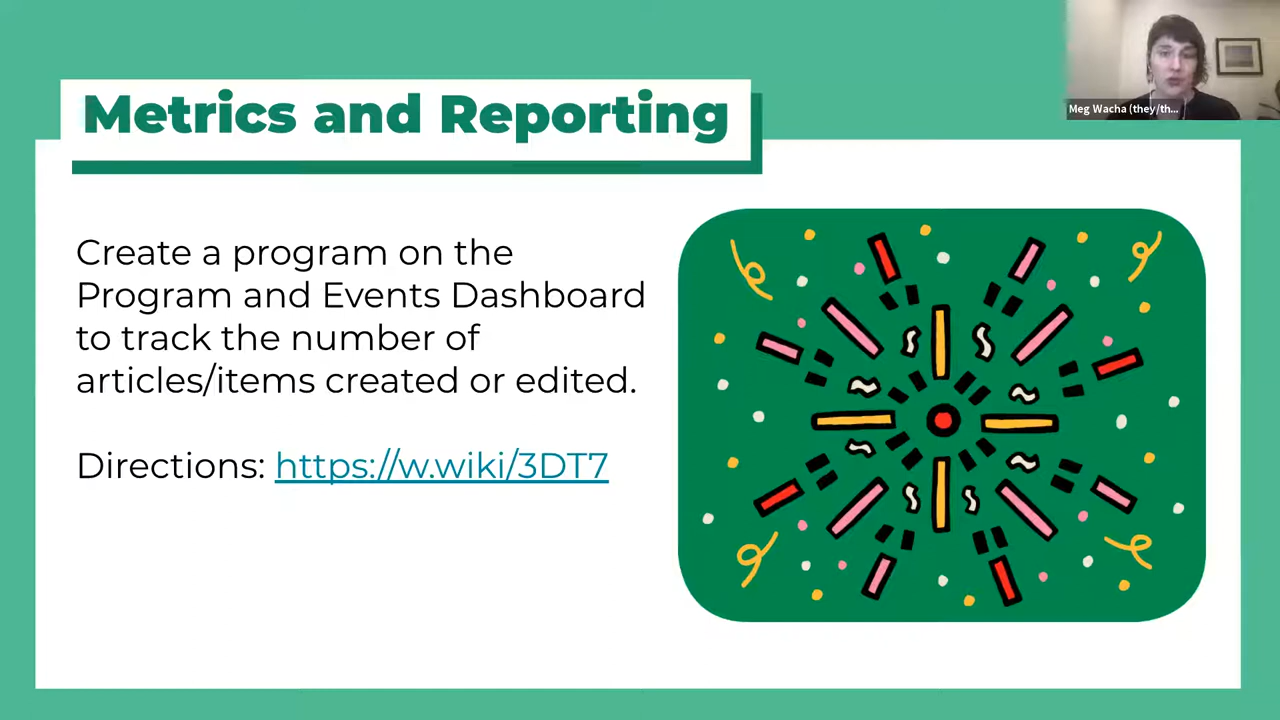 Metrics and Reporting
Meg Wacha (they/th...
Create a program on the
Program and Events Dashboard
to track the number of
articles/items created or edited.
Directions: https://w.wiki/3DT7